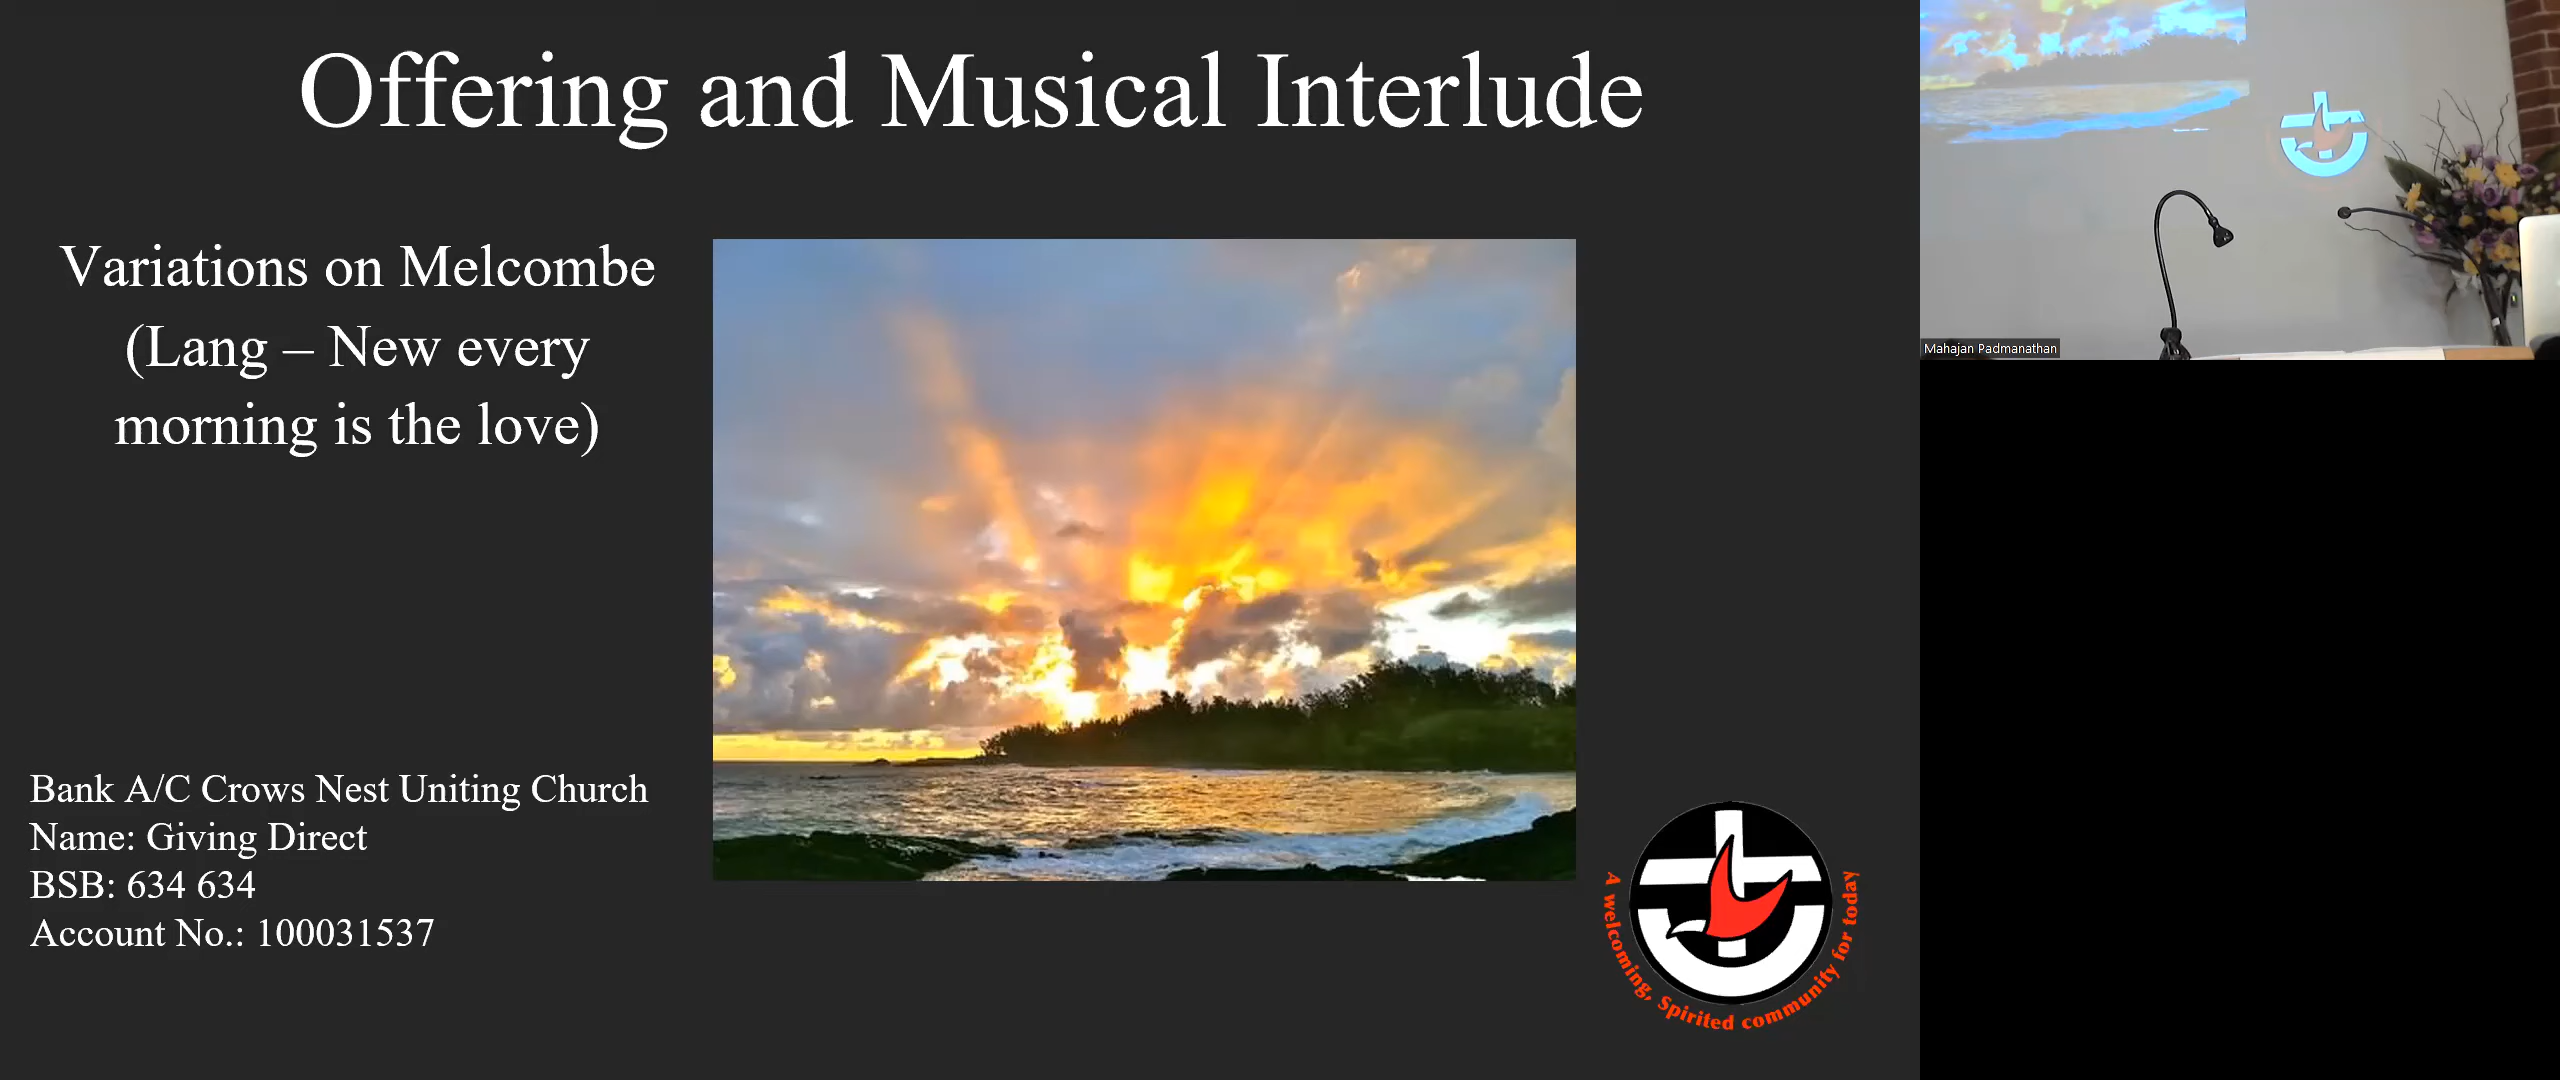 Offering and Musical Interlude
Variations on Melcombe
(Lang – New every
morning is the love)
Bank A/C Crows Nest Uniting Church
Name: Giving Direct
BSB: 634 634
Account No.: 100031537
A welcoming, Spirited community for today
Mahajan Padmanathan